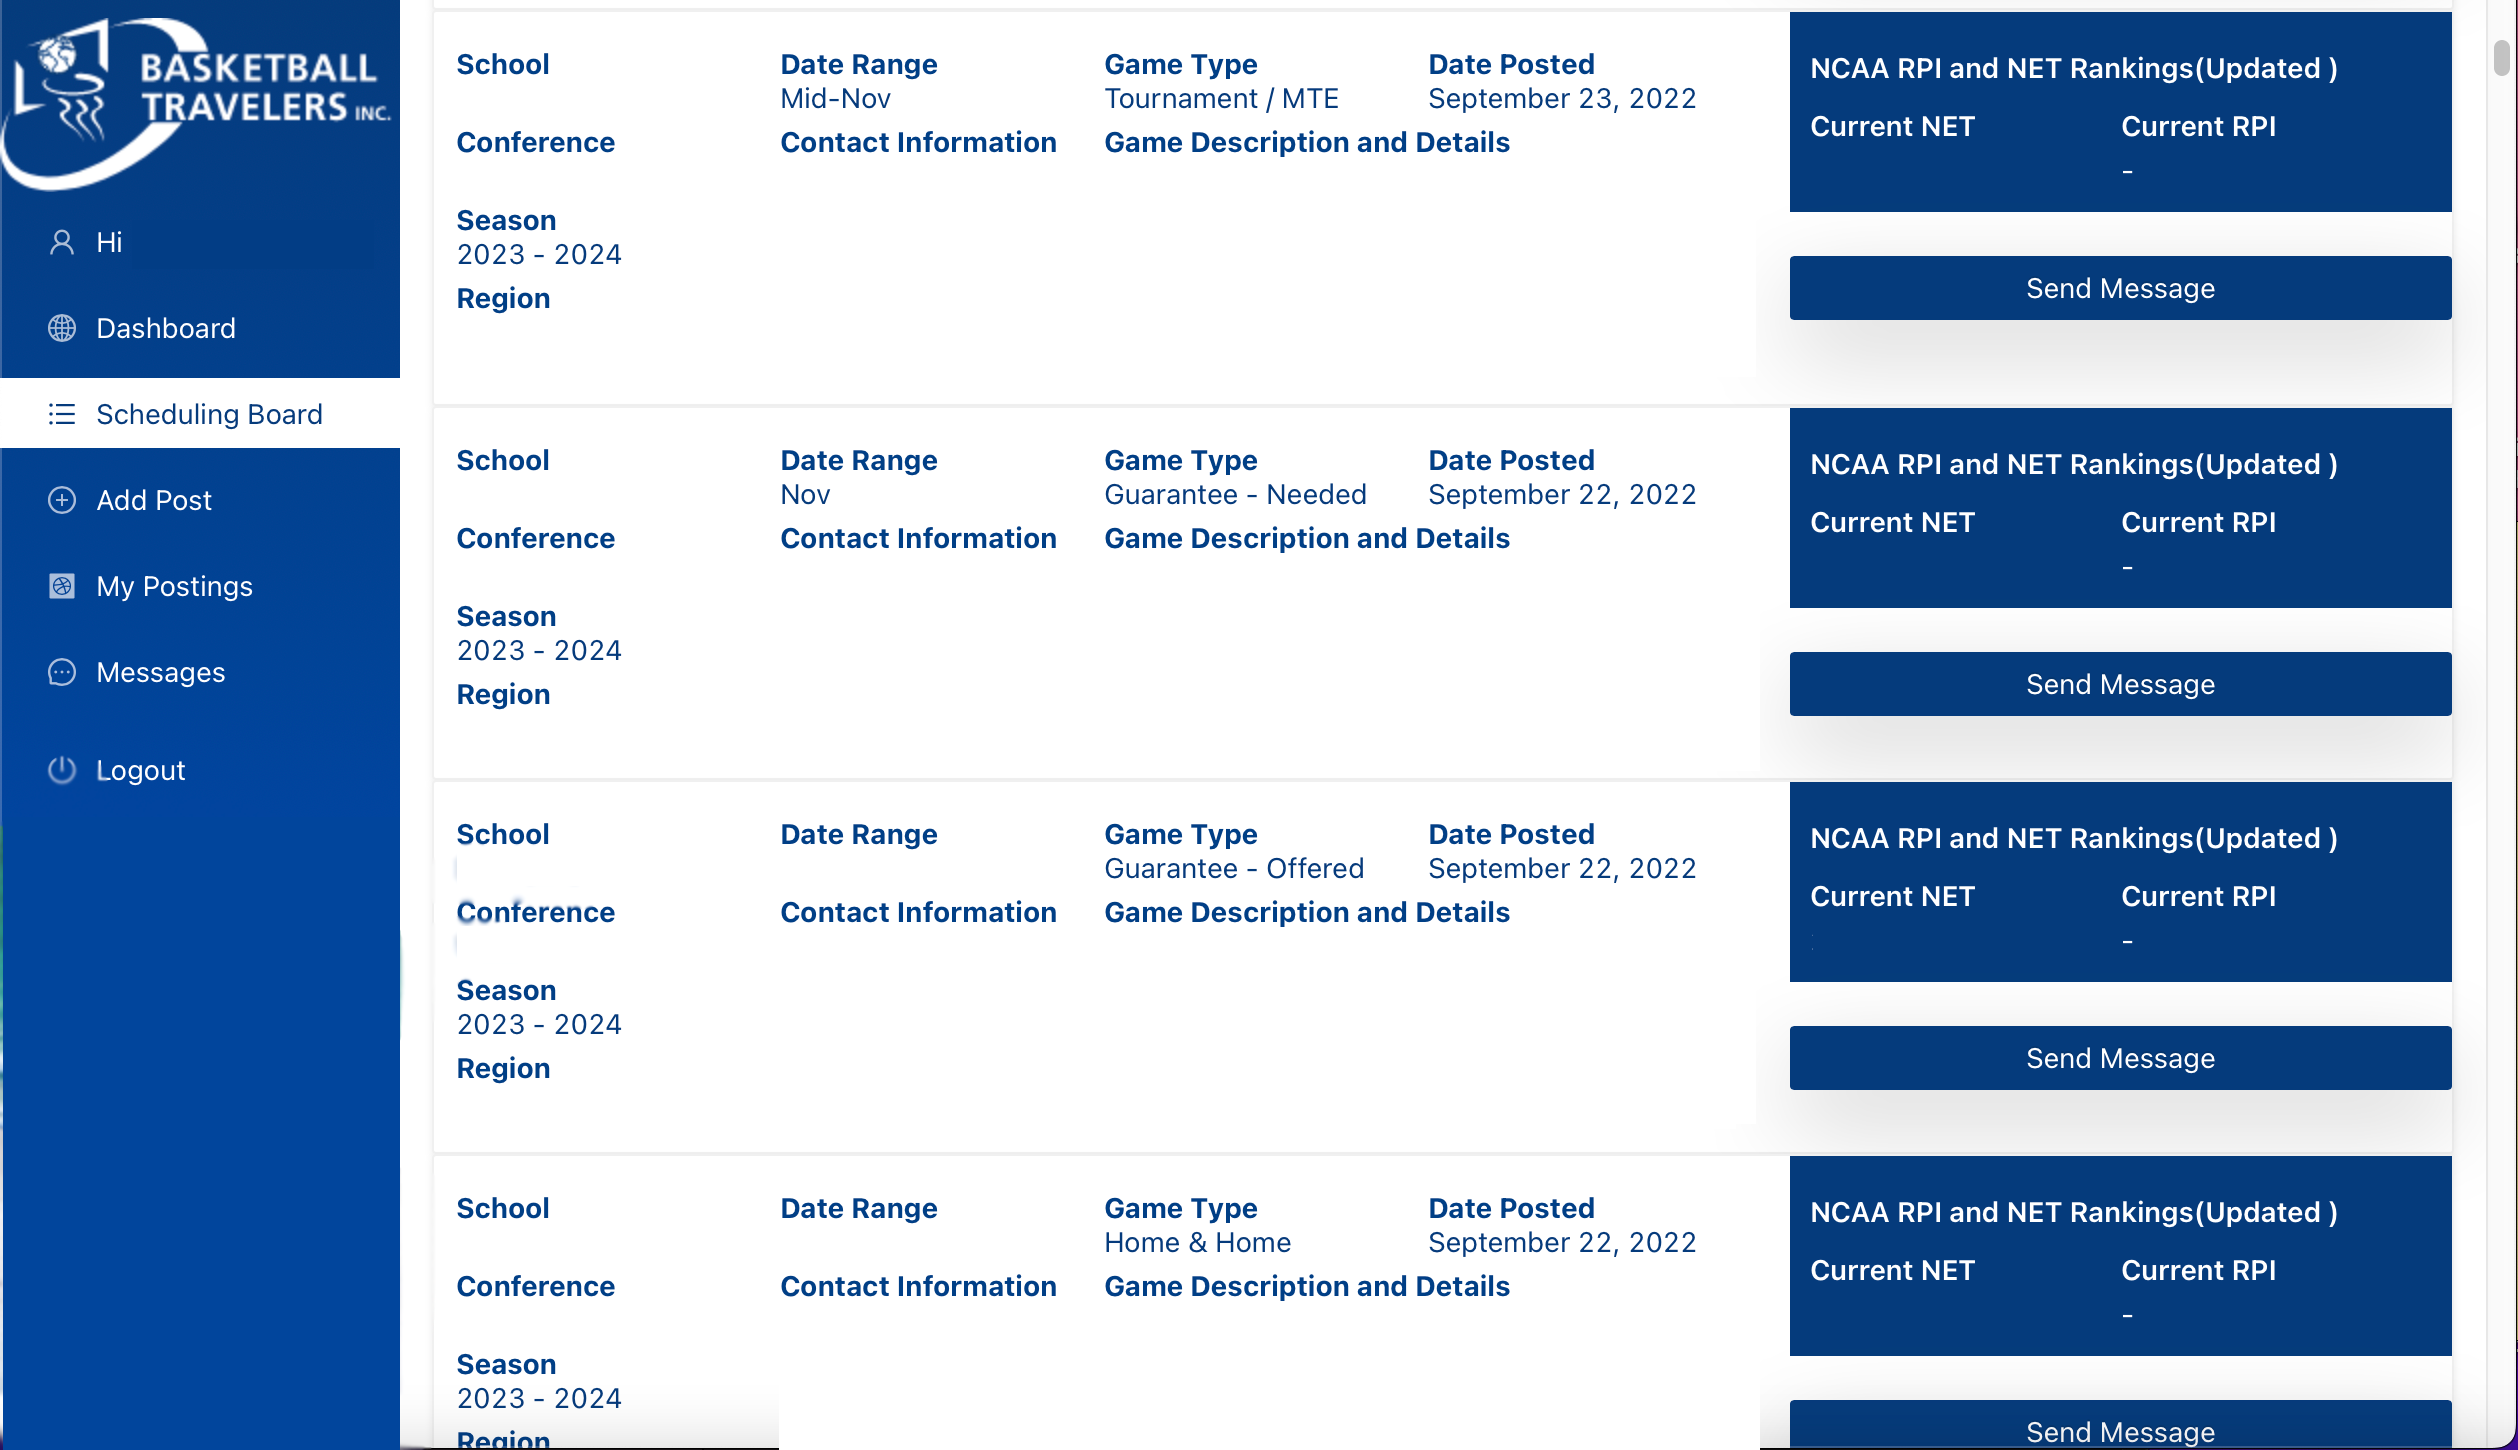 BASKETBALL
TRAVELERS INC.
Hi
Dashboard
Scheduling Board
Add Post
My Postings
Messages
Logout
School Date Range Game Type Date Posted
Mid-Nov Tournament / MTE September 23, 2022
Conference Contact Information Game Description and Details
Season
2023 - 2024
Region
NCAA RPI and NET Rankings(Updated )
Current NET Current RPI
-
Send Message
School Date Range Game Type Date Posted
Nov Guarantee - Needed September 22, 2022
Conference Contact Information Game Description and Details
Season
2023 - 2024
Region
NCAA RPI and NET Rankings(Updated )
Current NET Current RPI
-
Send Message
School Date Range Game Type Date Posted
Guarantee - Offered September 22, 2022
Conference Contact Information Game Description and Details
Season
2023 - 2024
Region
NCAA RPI and NET Rankings(Updated )
Current NET Current RPI
-
Send Message
School Date Range Game Type Date Posted
Home & Home September 22, 2022
Conference Contact Information Game Description and Details
Season
2023 - 2024
Region
NCAA RPI and NET Rankings(Updated )
Current NET Current RPI
-
Send Message